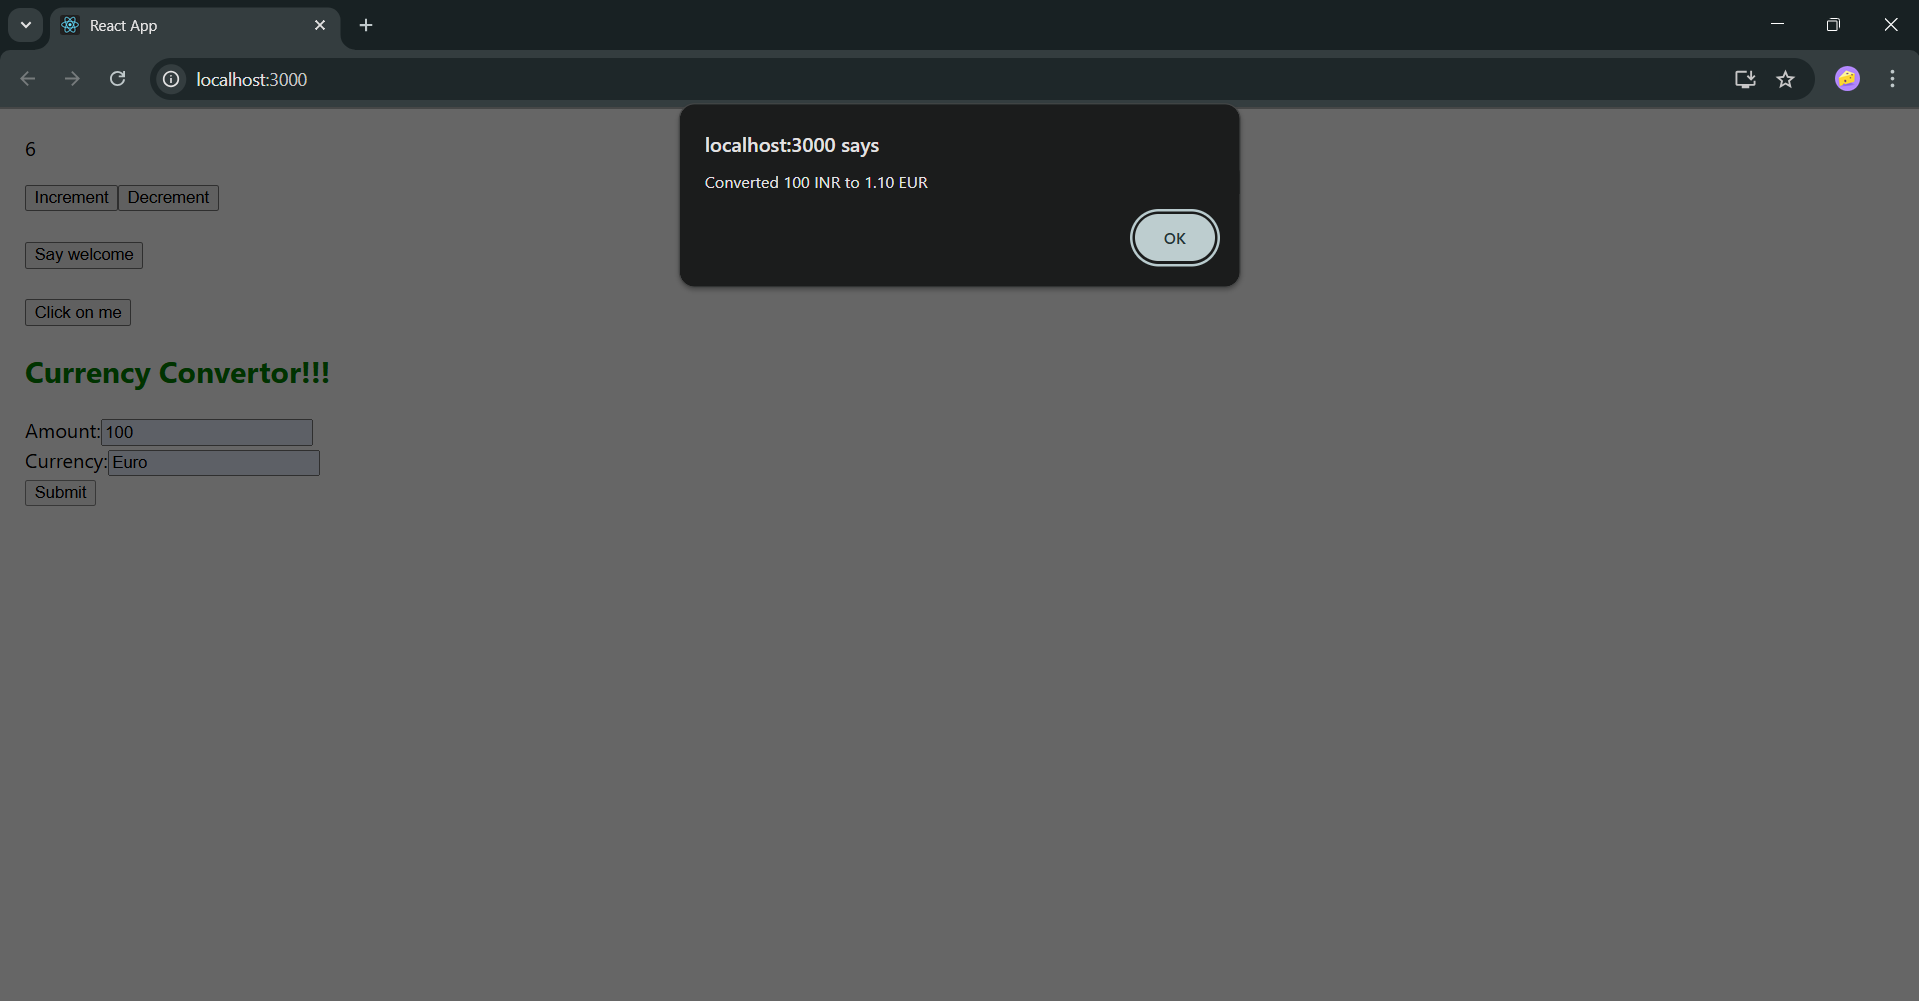 React App
localhost:3000
localhost:3000 says
Converted 100 INR to 1.10 EUR
OK
6
Increment Decrement
Say welcome
Click on me
Currency Convertor!!!
Amount: 100
Currency: Euro
Submit